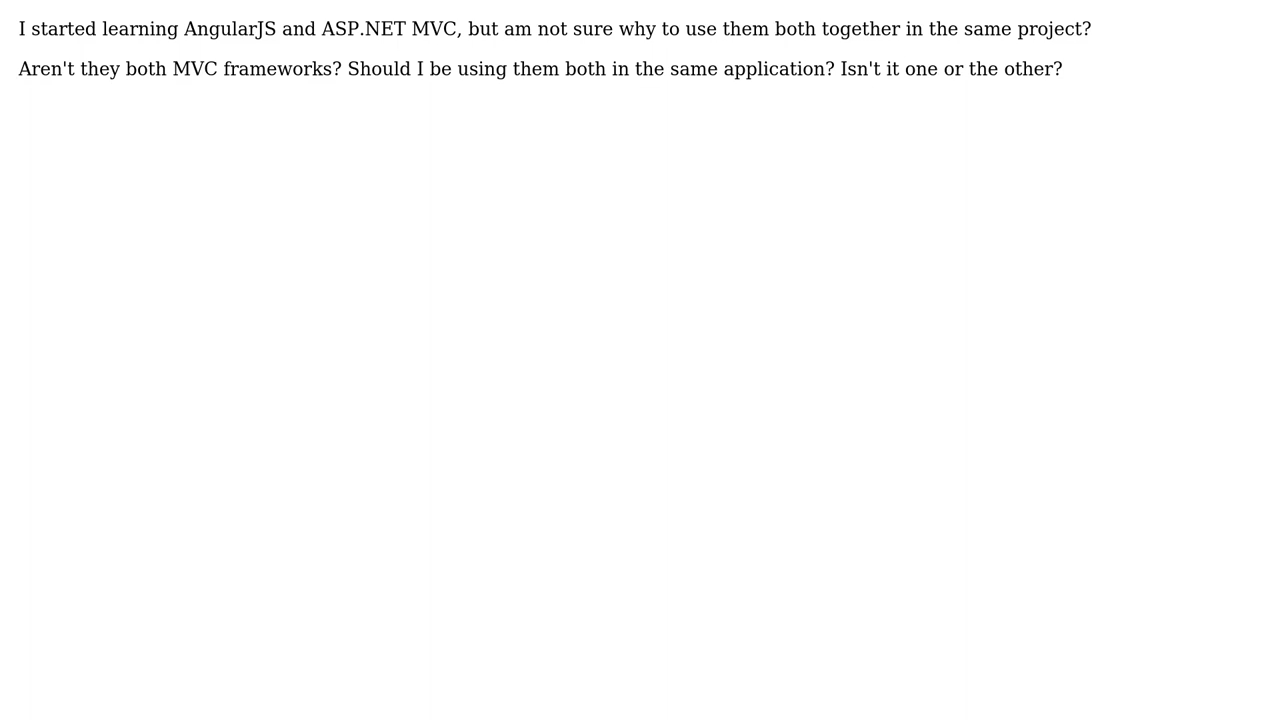 I started learning AngularJS and ASP.NET MVC, but am not sure why to use them both together in the same project?
Aren't they both MVC frameworks? Should I be using them both in the same application? Isn't it one or the other?